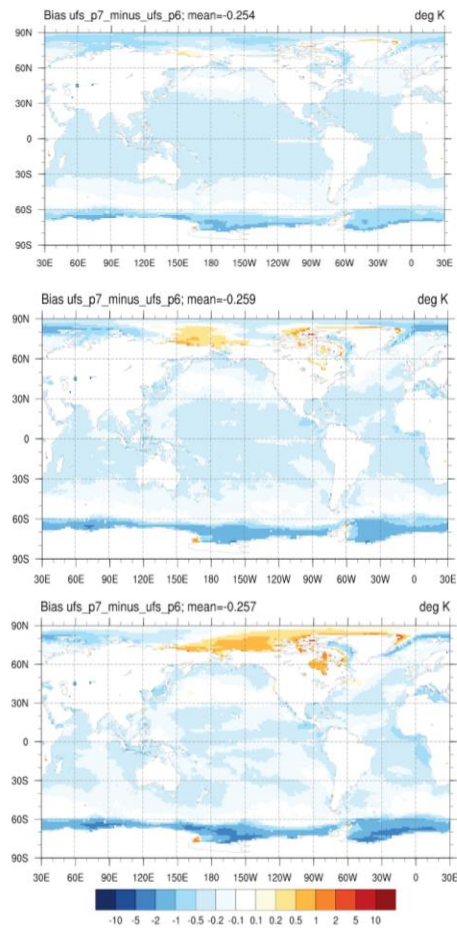 Bias ufs_p7_minus_ufs_p6; mean=-0.254 deg K
90N
60N
30N
0
30S
60S
90S
30E 60E 90E 120E 150E 180 150W 120W 90W 60W 30W 0 30E
Bias ufs_p7_minus_ufs_p6; mean=-0.259 deg K
90N
60N
30N
0
30S
60S
90S
30E 60E 90E 120E 150E 180 150W 120W 90W 60W 30W 0 30E
Bias ufs_p7_minus_ufs_p6; mean=-0.257 deg K
90N
60N
30N
0
30S
60S
90S
30E 60E 90E 120E 150E 180 150W 120W 90W 60W 30W 0 30E
-10 -5 -2 -1 -0.5 -0.2 -0.1 0.1 0.2 0.5 1 2 5 10